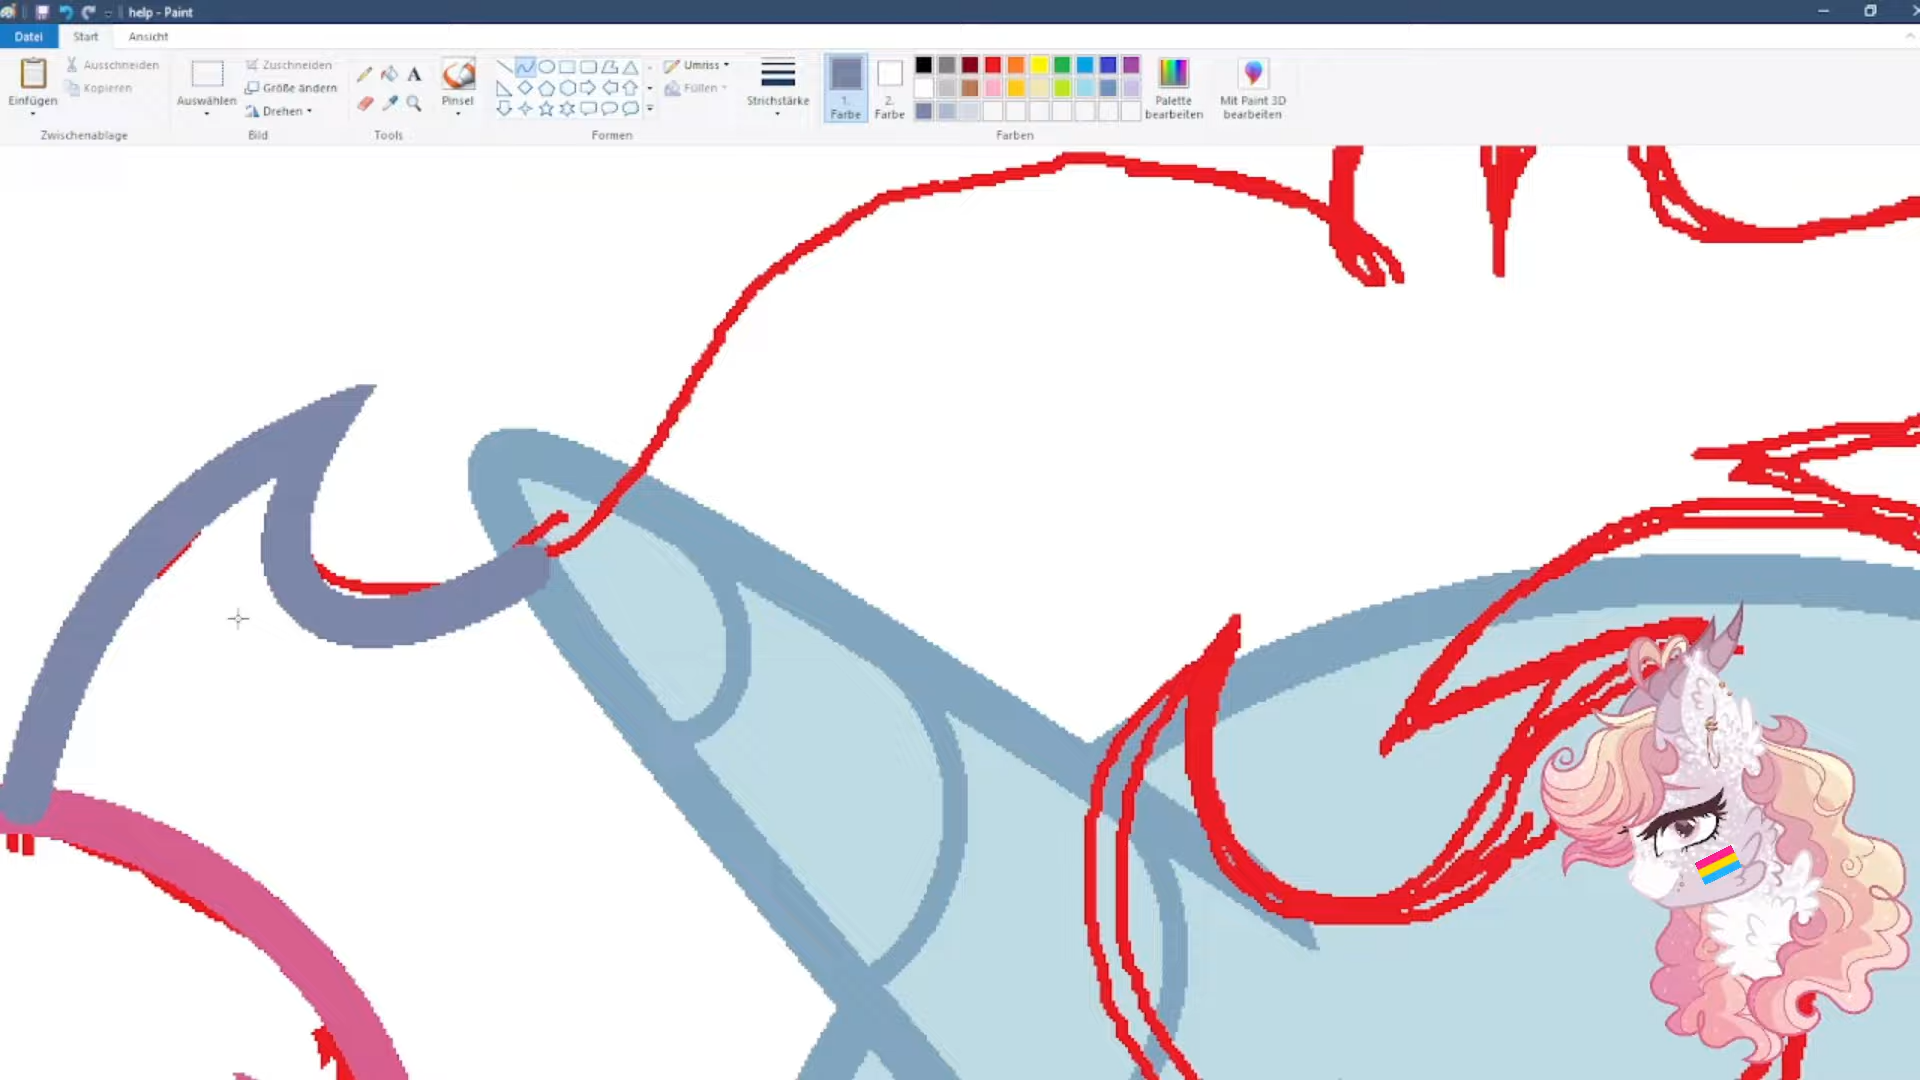 help - Paint
Datei Start Ansicht
Einfügen
Ausschneiden
Kopieren
Zwischenablage
Auswählen
Zuschneiden
Größe ändern
Drehen
Bild
A
Tools
Pinsel
Umriss
Füllen
Formen
Strichstärke
1.
Farbe
2.
Farbe
Palette
bearbeiten
Farben
Mit Paint 3D
bearbeiten